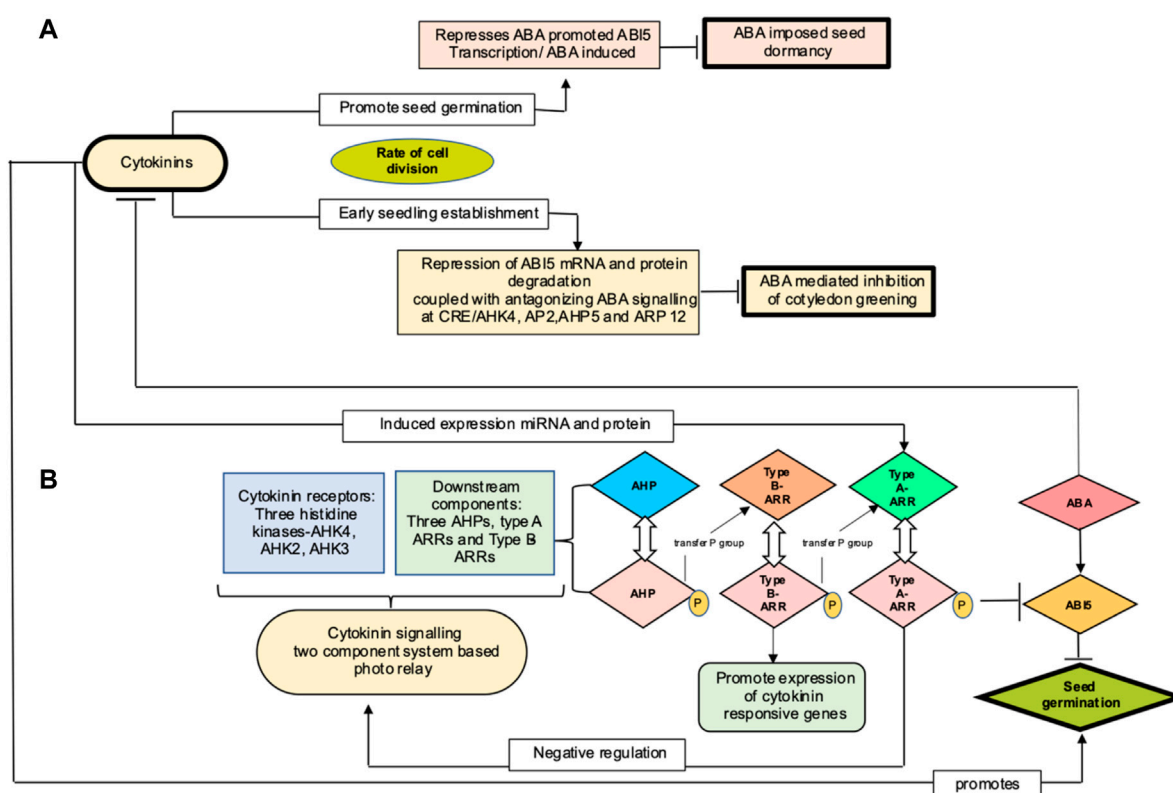 A
Represses ABA promoted ABI5
Transcription/ ABA induced
ABA imposed seed
dormancy
Promote seed germination
Cytokinins
Rate of cell
division
Early seedling establishment
Repression of ABI5 mRNA and protein
degradation
coupled with antagonizing ABA signalling
at CRE/AHK4, AP2,AHP5 and ARP 12
ABA mediated inhibition
of cotyledon greening
Induced expression miRNA and protein
B
Cytokinin receptors:
Three histidine
kinases-AHK4,
AHK2, AHK3
Downstream
components:
Three AHPs, type A
ARRs and Type B
ARRs
AHP
Type
B-
ARR
Type
A-
ARR
ABA
transfer P group
transfer P group
AHP
P
Type
B-
ARR
P
Type
A-
ARR
P
ABI5
Cytokinin signalling
two component system based
photo relay
Promote expression
of cytokinin
responsive genes
Seed
germination
Negative regulation
promotes